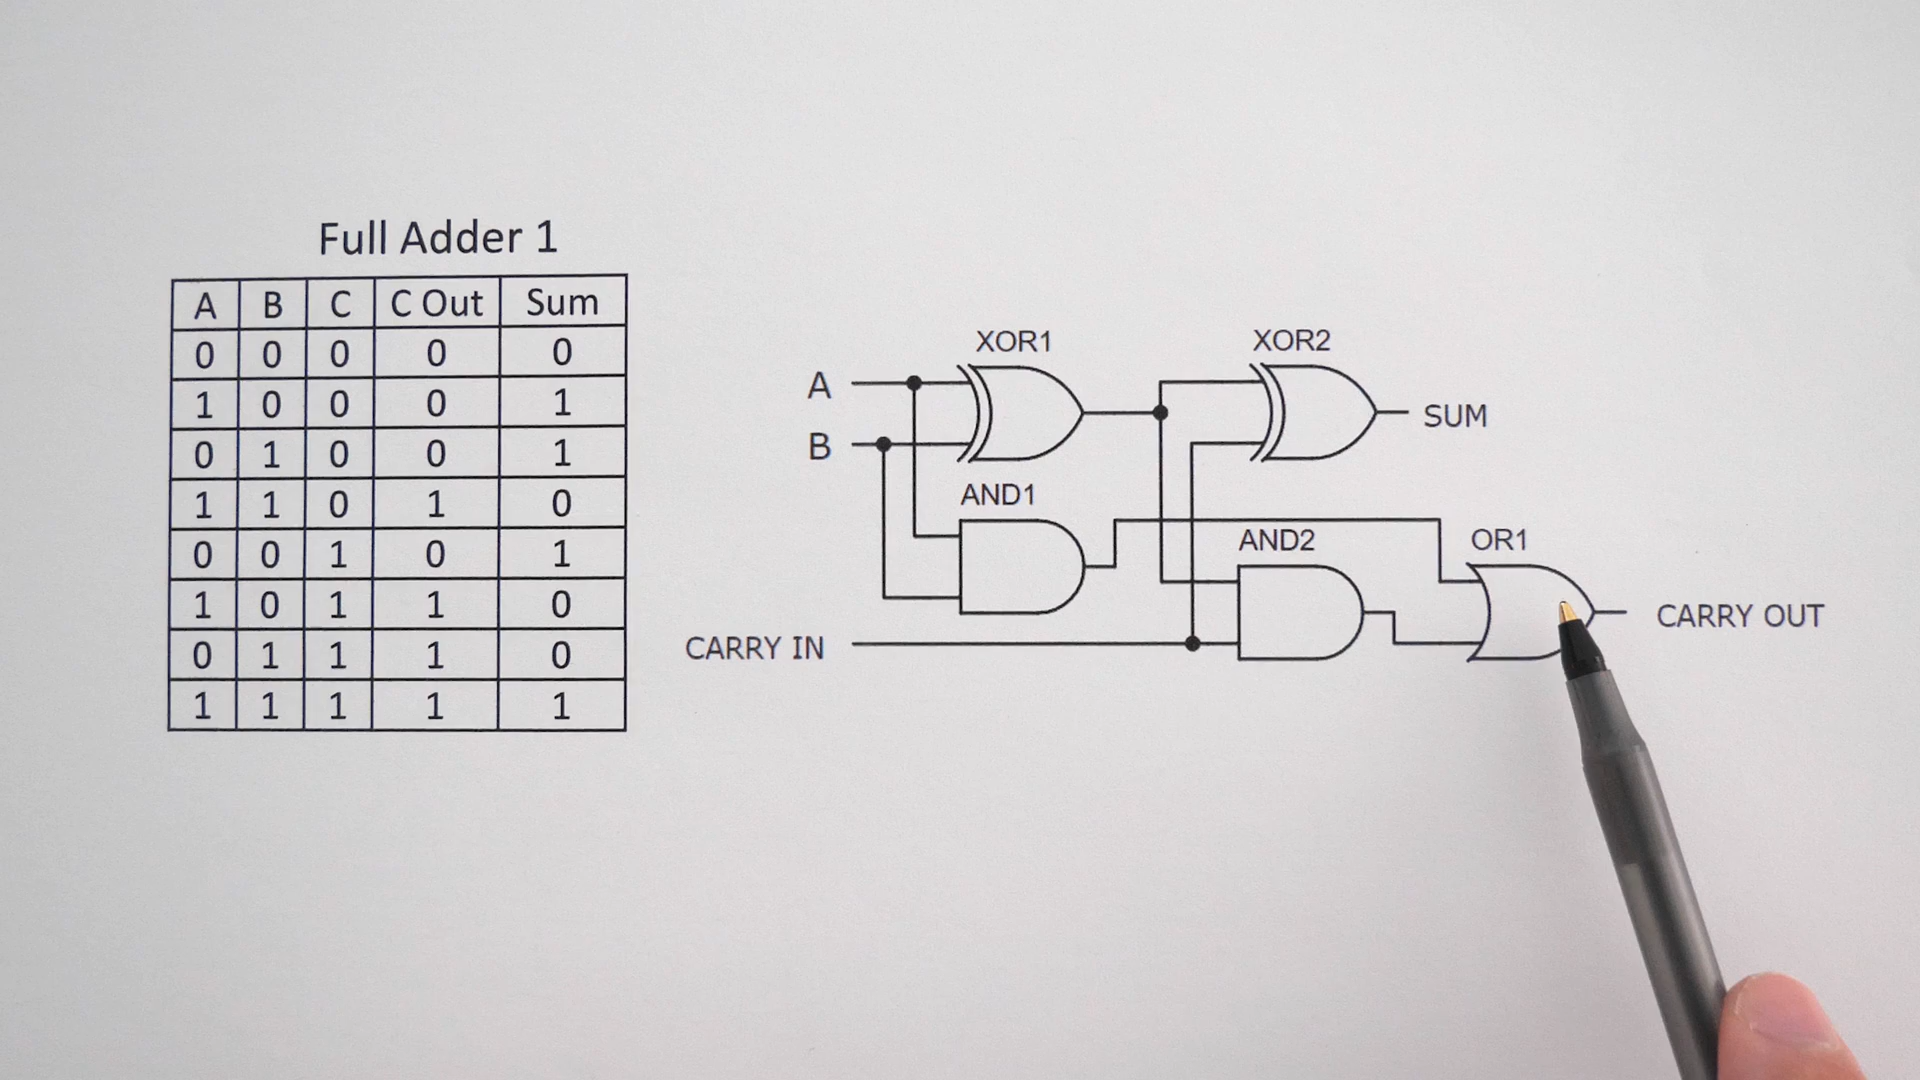 Full Adder 1
A B C C Out Sum
0 0 0 0 0
1 0 0 0 1
0 1 0 0 1
1 1 0 1 0
0 0 1 0 1
1 0 1 1 0
0 1 1 1 0
1 1 1 1 1
XOR1
XOR2
A
SUM
B
AND1
AND2
OR1
CARRY OUT
CARRY IN